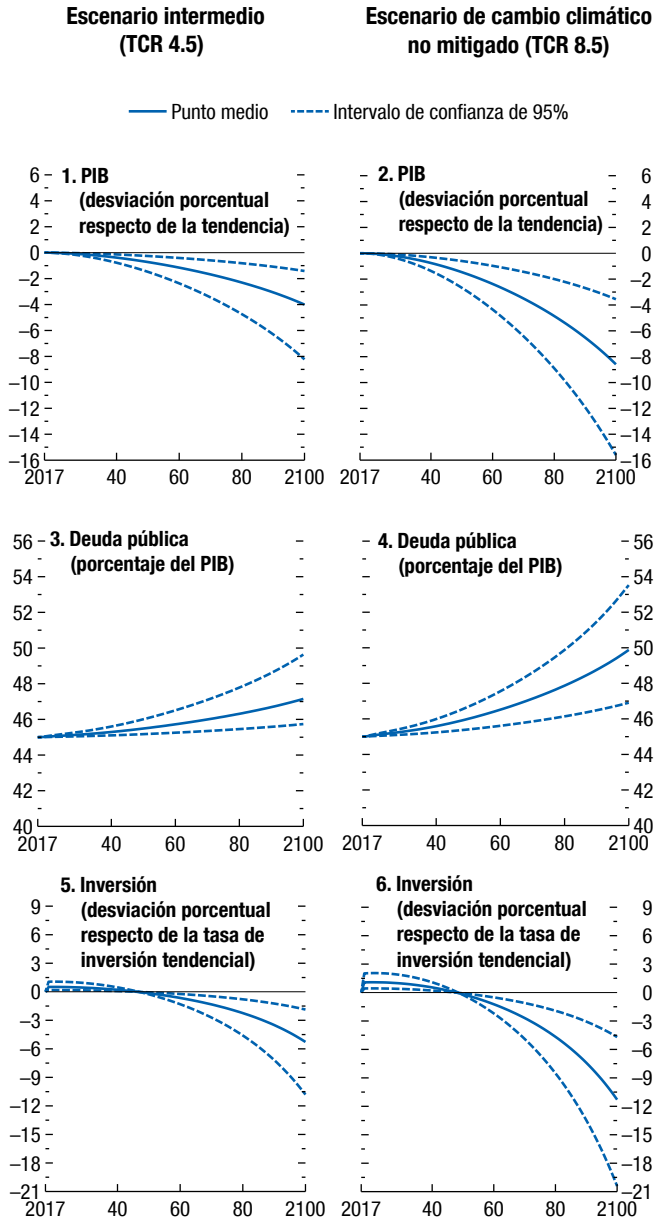 Escenario intermedio
(TCR 4.5)
Escenario de cambio climático
no mitigado (TCR 8.5)
Punto medio
Intervalo de confianza de 95%
1. PIB
(desviación porcentual
respecto de la tendencia)
6
4
2
0
–2
–4
–6
–8
–10
–12
–14
–16
2017 40 60 80 2100
2. PIB
(desviación porcentual
respecto de la tendencia)
6
4
2
0
–2
–4
–6
–8
–10
–12
–14
–16
2017 40 60 80 2100
3. Deuda pública
(porcentaje del PIB)
56
54
52
50
48
46
44
42
40
2017 40 60 80 2100
4. Deuda pública
(porcentaje del PIB)
56
54
52
50
48
46
44
42
40
2017 40 60 80 2100
5. Inversión
(desviación porcentual
respecto de la tasa de
inversión tendencial)
9
6
3
0
–3
–6
–9
–12
–15
–18
–21
2017 40 60 80 2100
6. Inversión
(desviación porcentual
respecto de la tasa de
inversión tendencial)
9
6
3
0
–3
–6
–9
–12
–15
–18
–21
2017 40 60 80 2100